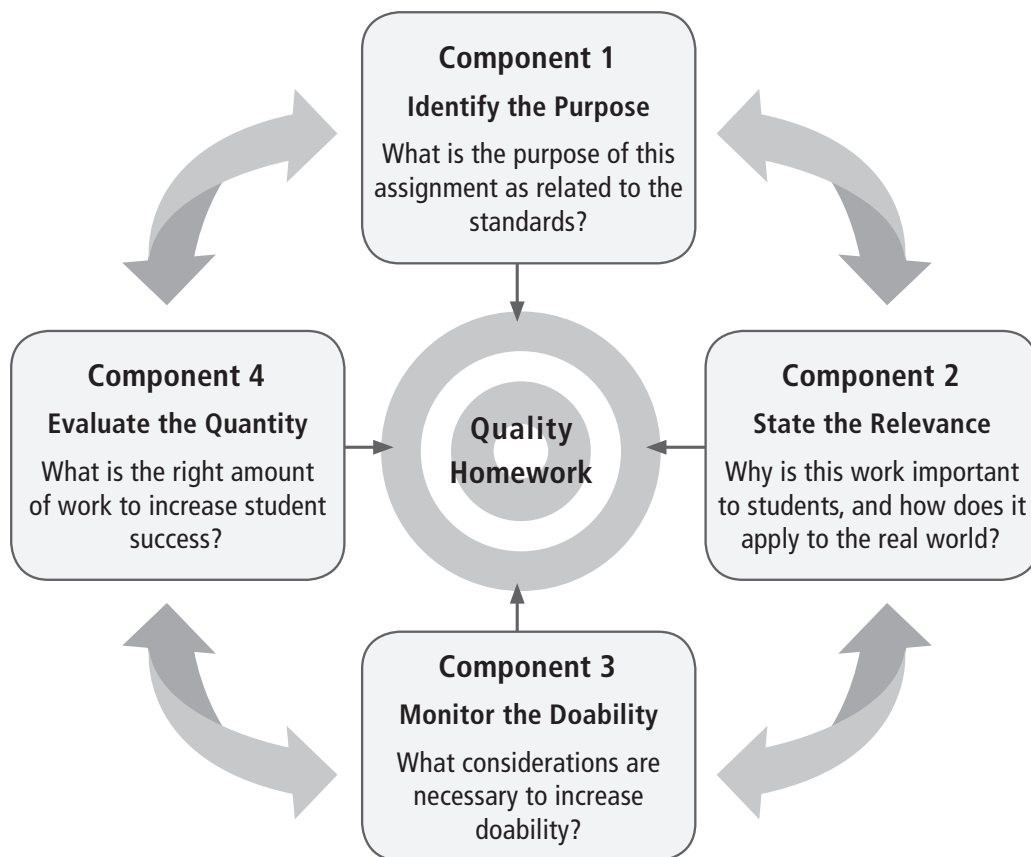 Component 1
Identify the Purpose
What is the purpose of this
assignment as related to the
standards?
Component 4
Evaluate the Quantity
What is the right amount
of work to increase student
success?
Quality
Homework
Component 2
State the Relevance
Why is this work important
to students, and how does it
apply to the real world?
Component 3
Monitor the Doability
What considerations are
necessary to increase
doability?